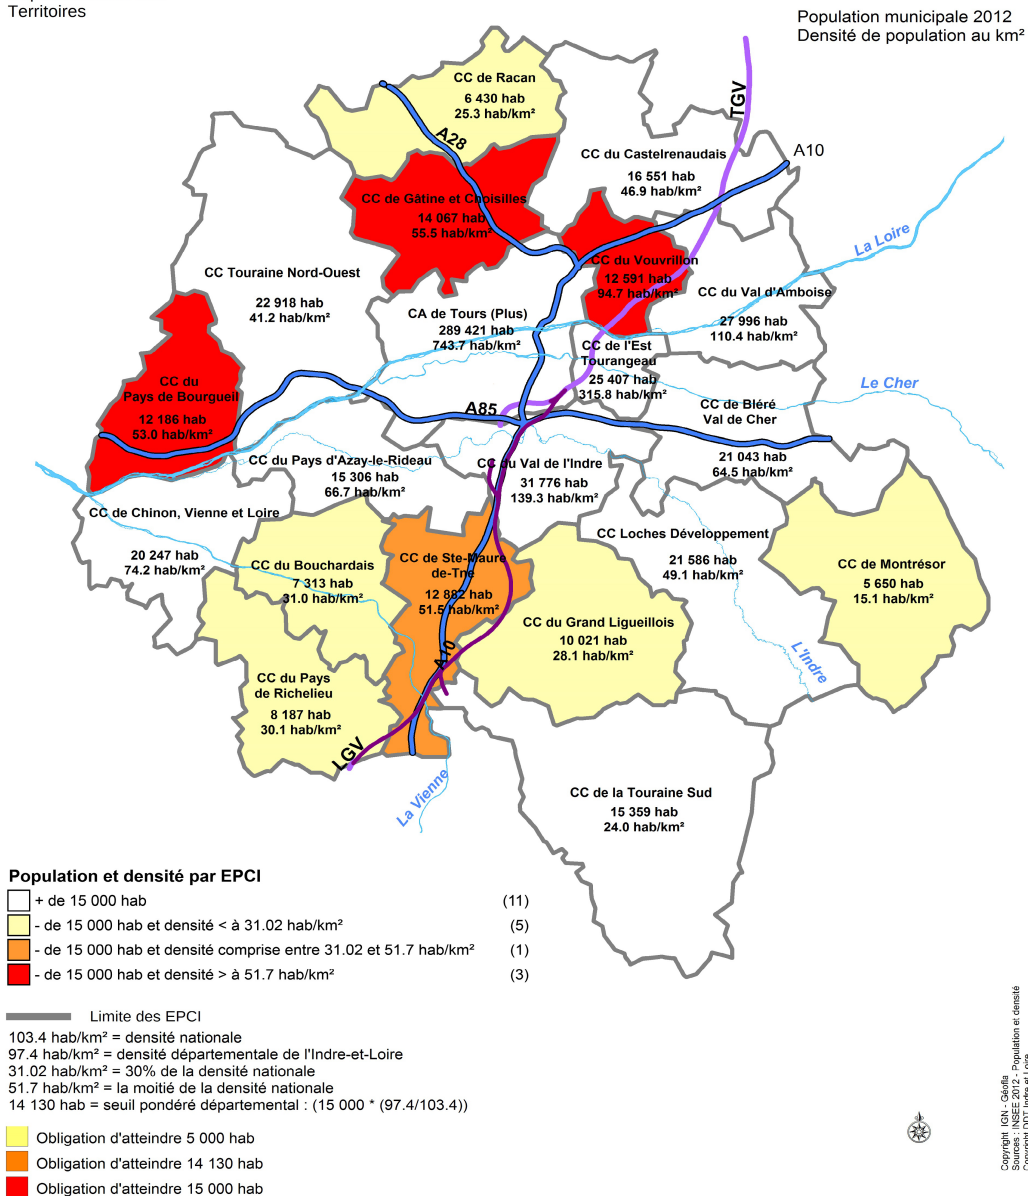 Territoires
Population municipale 2012
Densité de population au km²
TGV
CC de Racan
6 430 hab
25.3 hab/km²
A28
CC du Castelrenaudais
16 551 hab
46.9 hab/km²
A10
CC de Gâtine et Choisilles
14 067 hab
55.5 hab/km²
La Loire
CC du Vouvrillon
12 591 hab
94.7 hab/km²
CC Touraine Nord-Ouest
22 918 hab
41.2 hab/km²
CC du Val d'Amboise
27 996 hab
110.4 hab/km²
CA de Tours (Plus)
289 421 hab
743.7 hab/km²
CC de l'Est
Tourangeau
25 407 hab
315.8 hab/km²
CC du
Pays de Bourgueil
12 186 hab
53.0 hab/km²
Le Cher
A85
CC de Bléré
Val de Cher
21 043 hab
64.5 hab/km²
CC du Pays d'Azay-le-Rideau
15 306 hab
66.7 hab/km²
CC du Val de l'Indre
31 776 hab
139.3 hab/km²
CC de Chinon, Vienne et Loire
20 247 hab
74.2 hab/km²
CC Loches Développement
21 586 hab
49.1 hab/km²
CC du Bouchardais
7 313 hab
31.0 hab/km²
CC de Ste-Maure
de-Tne
12 882 hab
51.5 hab/km²
CC de Montrésor
5 650 hab
15.1 hab/km²
CC du Grand Ligueillois
10 021 hab
28.1 hab/km²
L'Indre
A10
CC du Pays
de Richelieu
8 187 hab
30.1 hab/km²
LGV
La Vienne
CC de la Touraine Sud
15 359 hab
24.0 hab/km²
Population et densité par EPCI
+ de 15 000 hab (11)
- de 15 000 hab et densité < à 31.02 hab/km² (5)
- de 15 000 hab et densité comprise entre 31.02 et 51.7 hab/km² (1)
- de 15 000 hab et densité > à 51.7 hab/km² (3)
Limite des EPCI
103.4 hab/km² = densité nationale
97.4 hab/km² = densité départementale de l'Indre-et-Loire
31.02 hab/km² = 30% de la densité nationale
51.7 hab/km² = la moitié de la densité nationale
14 130 hab = seuil pondéré départemental : (15 000 * (97.4/103.4))
Obligation d'atteindre 5 000 hab
Obligation d'atteindre 14 130 hab
Obligation d'atteindre 15 000 hab
Copyright IGN - Géofla
Sources : INSEE 2012 - Population et densité
Copyright DDT Indre et Loire